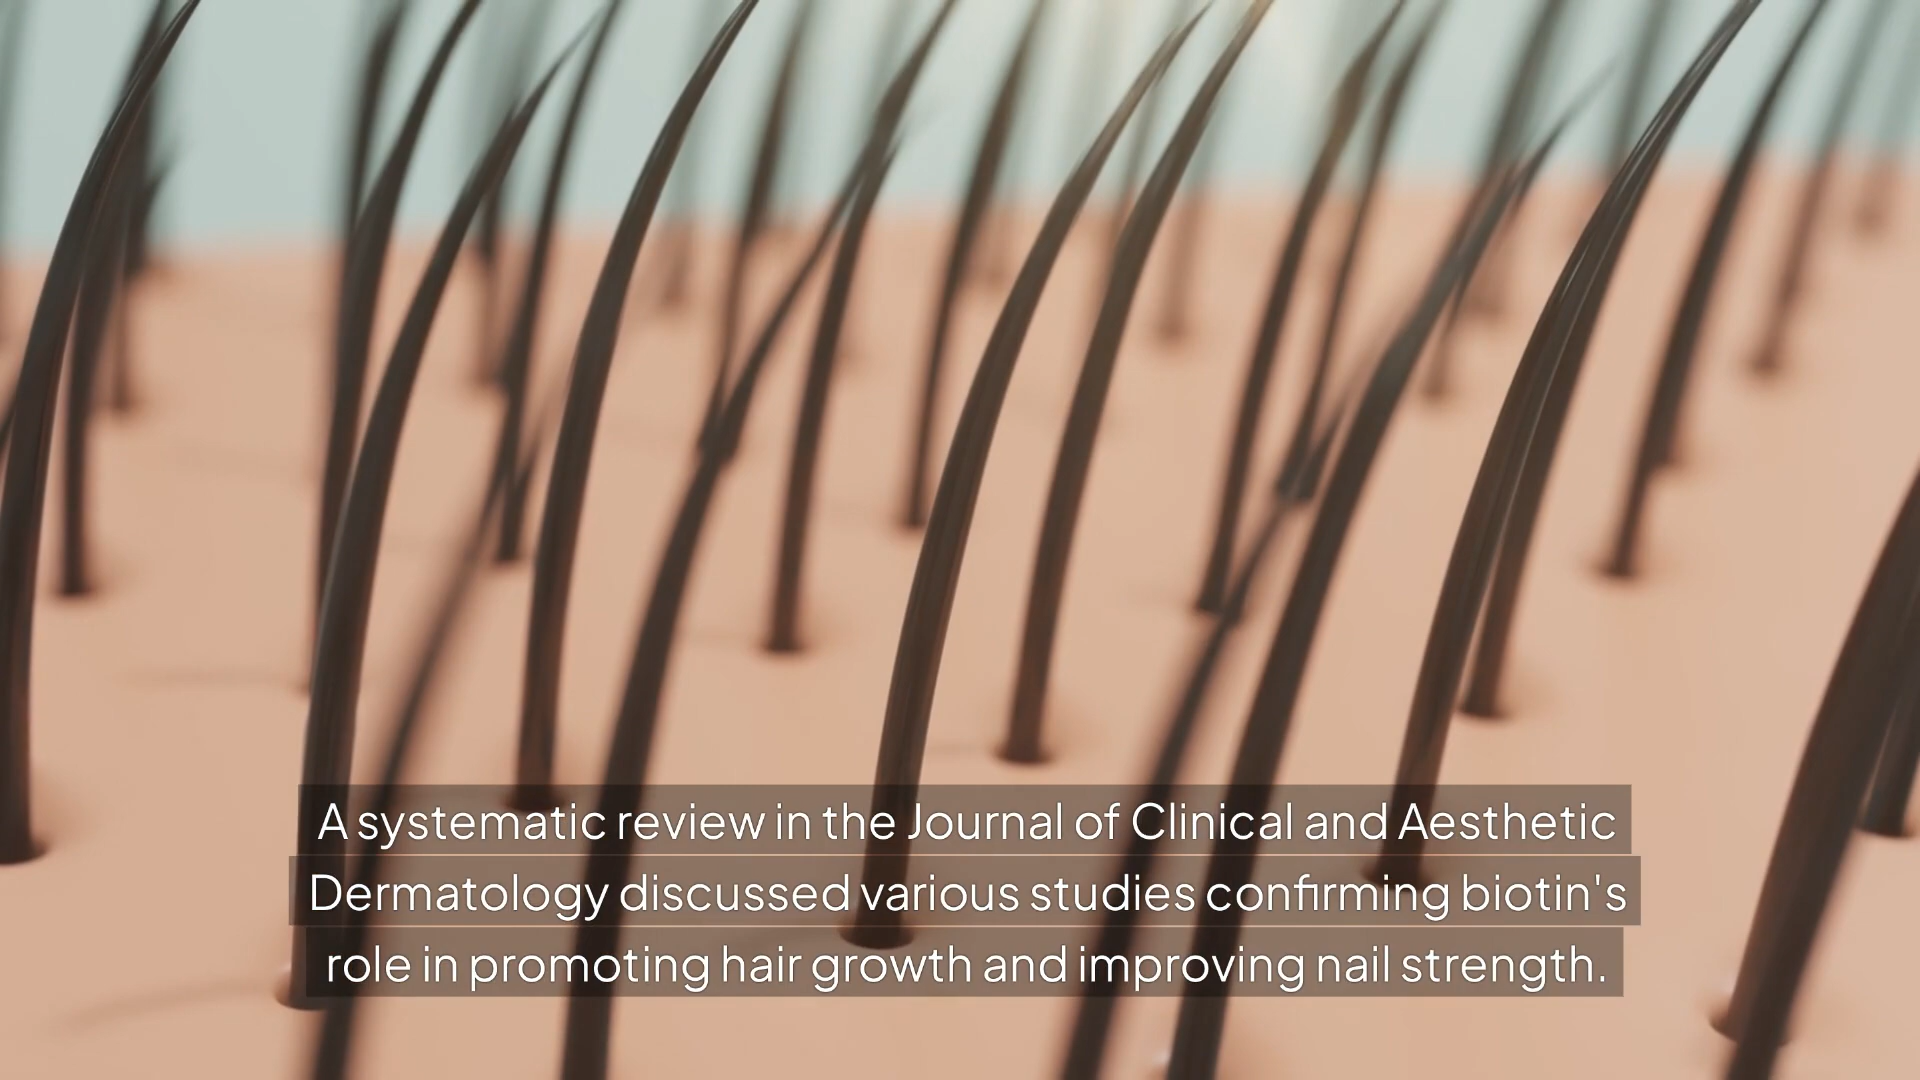 A systematic review in the Journal of Clinical and Aesthetic
Dermatology discussed various studies confirming biotin's
role in promoting hair growth and improving nail strength.